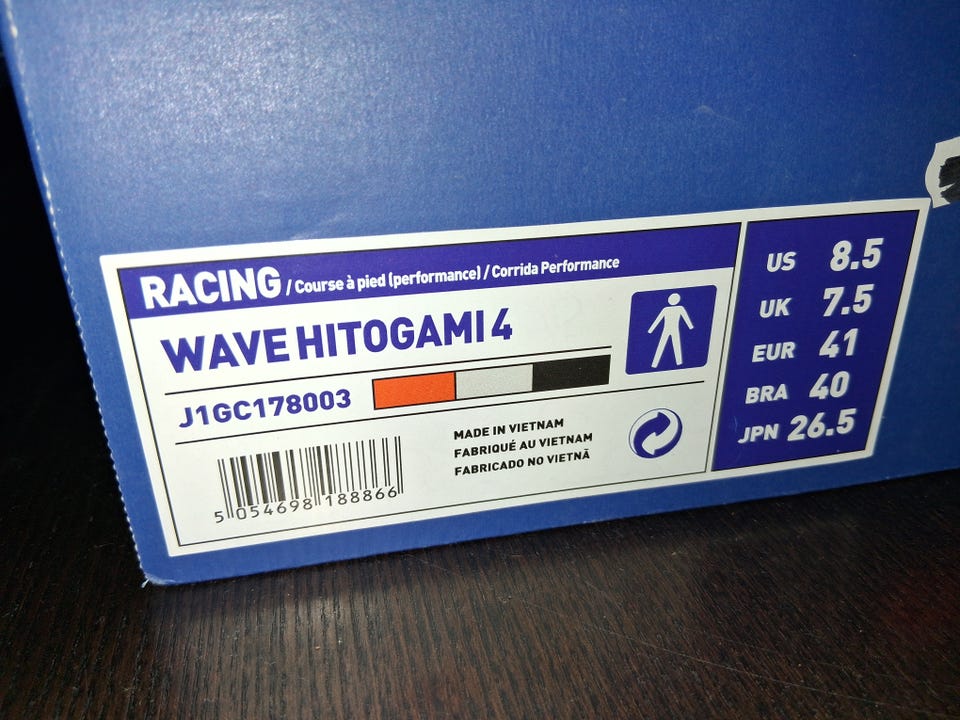 RACING / Course à pied (performance) / Corrida Performance
WAVE HITOGAMI 4
J1GC178003
MADE IN VIETNAM
FABRIQUÉ AU VIETNAM
FABRICADO NO VIETNÃ
5 054698 188866
US 8.5
UK 7.5
EUR 41
BRA 40
JPN 26.5